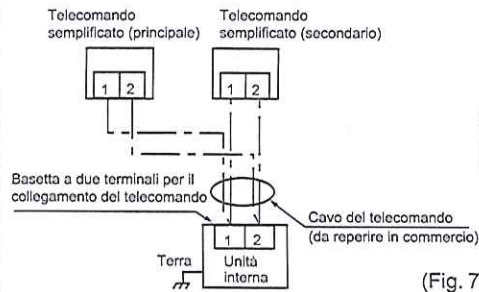 Telecomando
semplificato (principale)
Telecomando
semplificato (secondario)
1 2
1 2
Basetta a due terminali per il
collegamento del telecomando
Cavo del telecomando
(da reperire in commercio)
1 2
Terra
Unità
interna
(Fig. 7